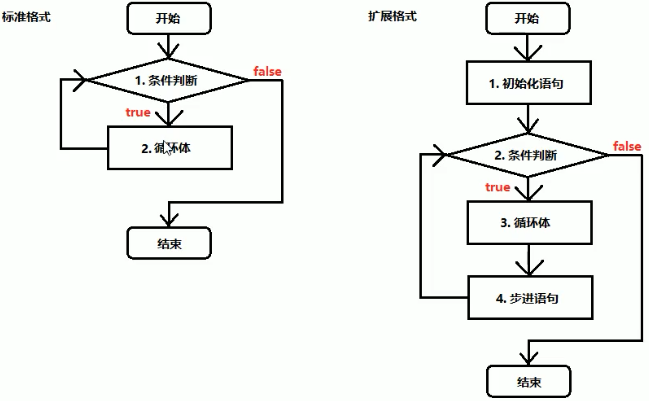 标准格式
开始
1. 条件判断
false
true
2. 循环体
结束
扩展格式
开始
1. 初始化语句
2. 条件判断
false
true
3. 循环体
4. 步进语句
结束